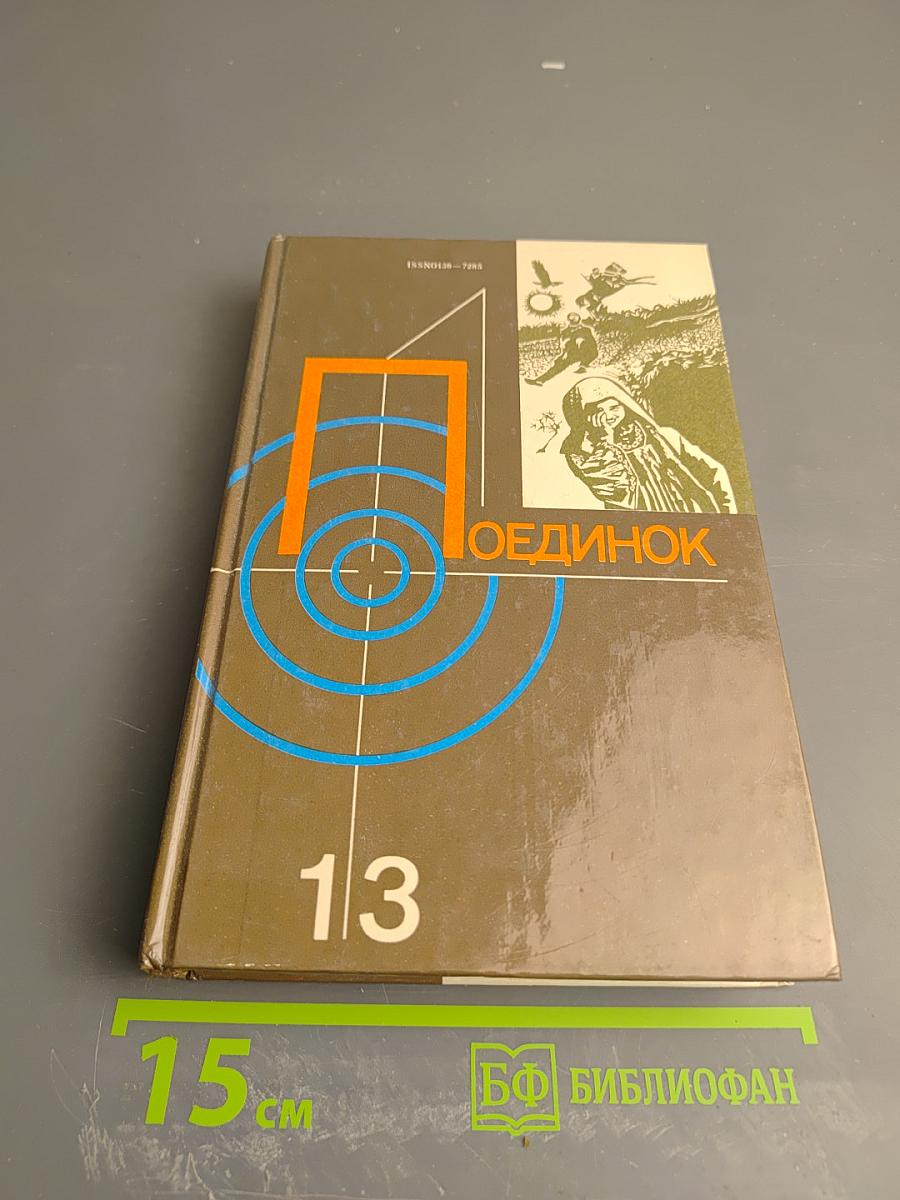 ISSN0136—7285
ПОЕДИНОК
13
15 см
БФ БИБЛИОФАН